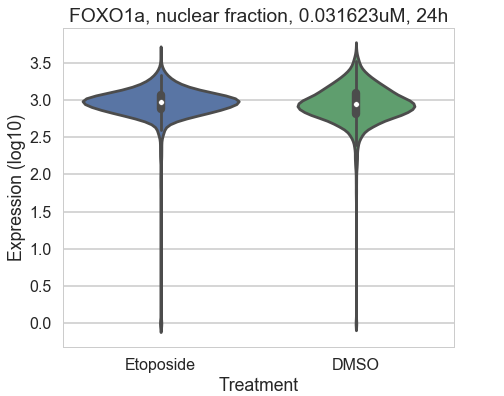 FOXO1a, nuclear fraction, 0.031623uM, 24h
Expression (log10)
3.5
3.0
2.5
2.0
1.5
1.0
0.5
0.0
Etoposide DMSO
Treatment